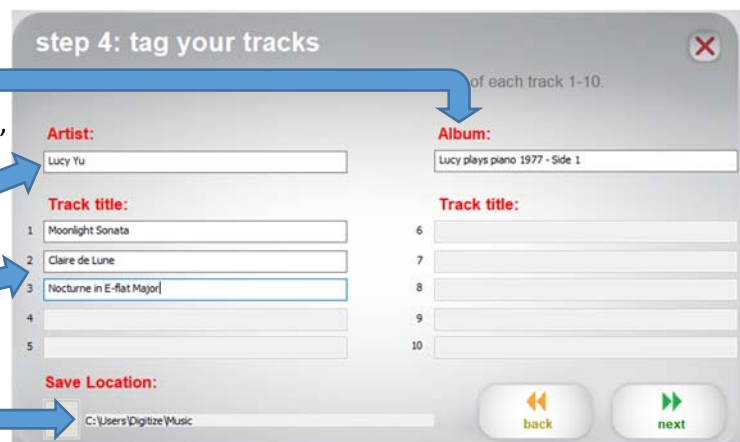 step 4: tag your tracks
of each track 1-10.
,
Artist:
Album:
Lucy Yu
Lucy plays piano 1977 - Side 1
Track title:
Track title:
1 Moonlight Sonata
2 Claire de Lune
3 Nocturne in E-flat Major
4
5
6
7
8
9
10
Save Location:
C:\Users\Digitize\Music
back
next